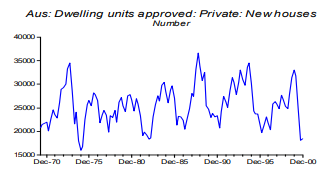 Aus: Dwelling units approved: Private: New houses
Number
40000
35000
30000
25000
20000
15000
Dec-70 Dec-75 Dec-80 Dec-85 Dec-90 Dec-95 Dec-00